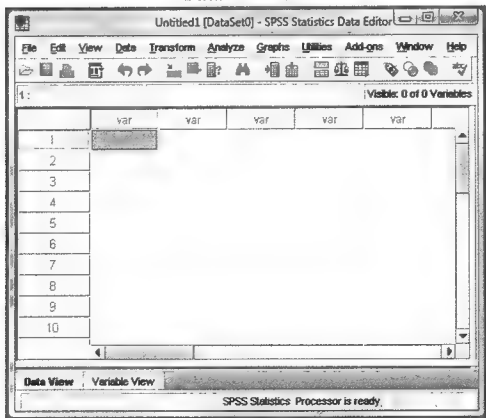 Untitled1 [DataSet0] - SPSS Statistics Data Editor
File Edit View Data Transform Analyze Graphs Utilities Add-ons Window Help
1 : Visible: 0 of 0 Variables
var var var var var
1
2
3
4
5
6
7
8
9
10
Data View Variable View
SPSS Statistics Processor is ready